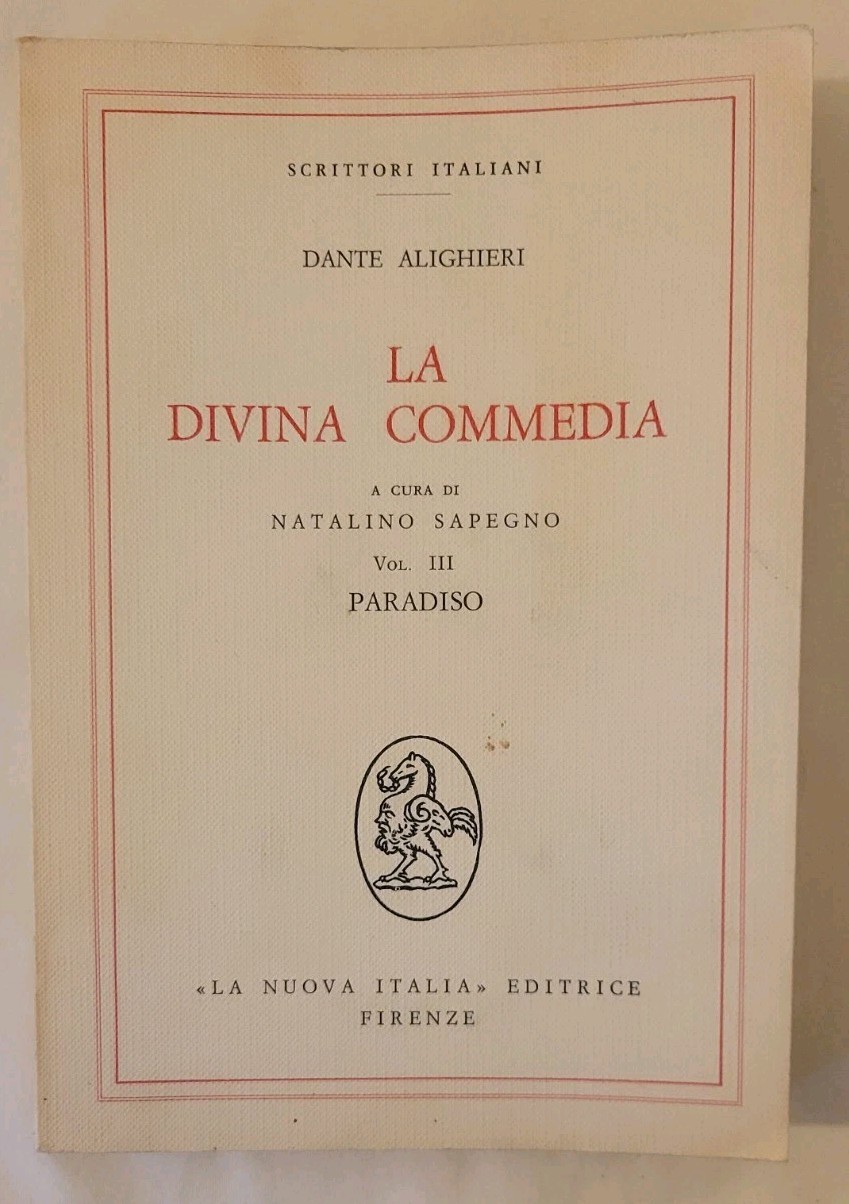 SCRITTORI ITALIANI
DANTE ALIGHIERI
LA
DIVINA COMMEDIA
A CURA DI
NATALINO SAPEGNO
VOL. III
PARADISO
«LA NUOVA ITALIA» EDITRICE
FIRENZE